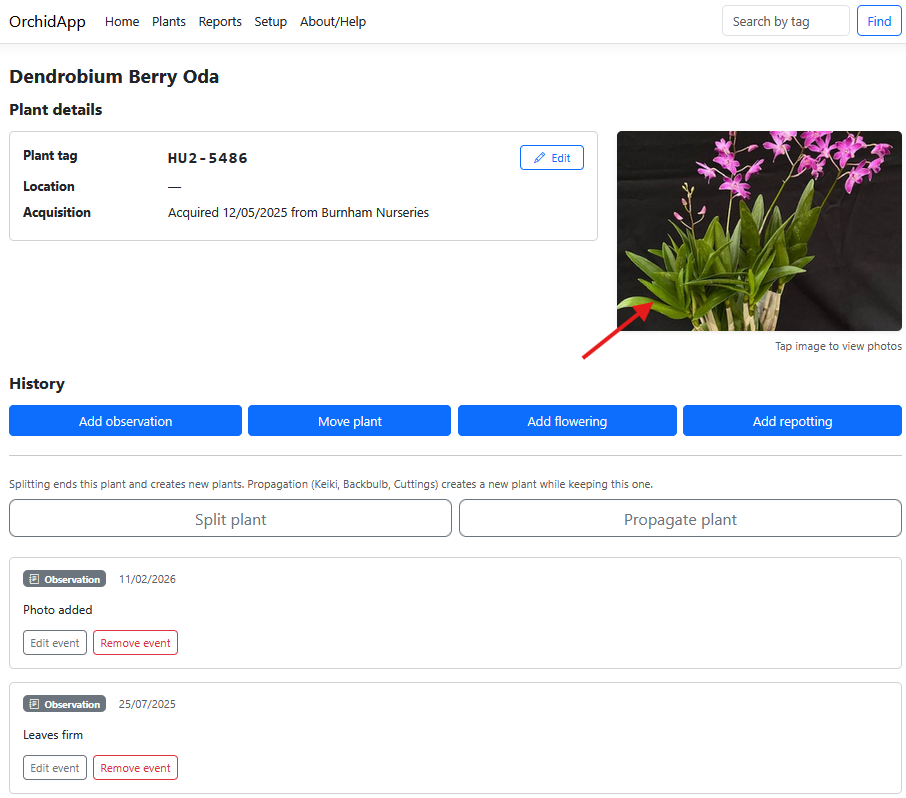 OrchidApp Home Plants Reports Setup About/Help Search by tag Find
Dendrobium Berry Oda
Plant details
Plant tag HU2-5486 Edit
Location —
Acquisition Acquired 12/05/2025 from Burnham Nurseries
Tap image to view photos
History
Add observation Move plant Add flowering Add repotting
Splitting ends this plant and creates new plants. Propagation (Keiki, Backbulb, Cuttings) creates a new plant while keeping this one.
Split plant Propagate plant
Observation 11/02/2026
Photo added
Edit event Remove event
Observation 25/07/2025
Leaves firm
Edit event Remove event